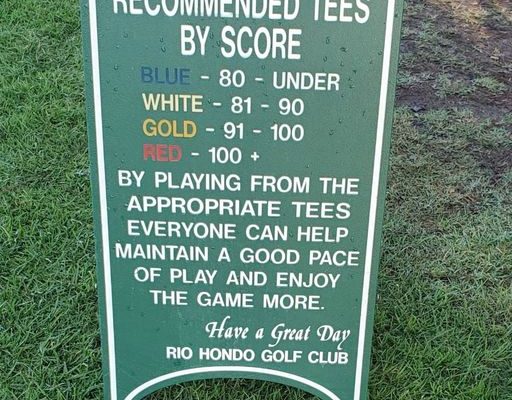 RECOMMENDED TEES
BY SCORE
BLUE - 80 - UNDER
WHITE - 81 - 90
GOLD - 91 - 100
RED - 100 +
BY PLAYING FROM THE
APPROPRIATE TEES
EVERYONE CAN HELP
MAINTAIN A GOOD PACE
OF PLAY AND ENJOY
THE GAME MORE.
Have a Great Day
RIO HONDO GOLF CLUB